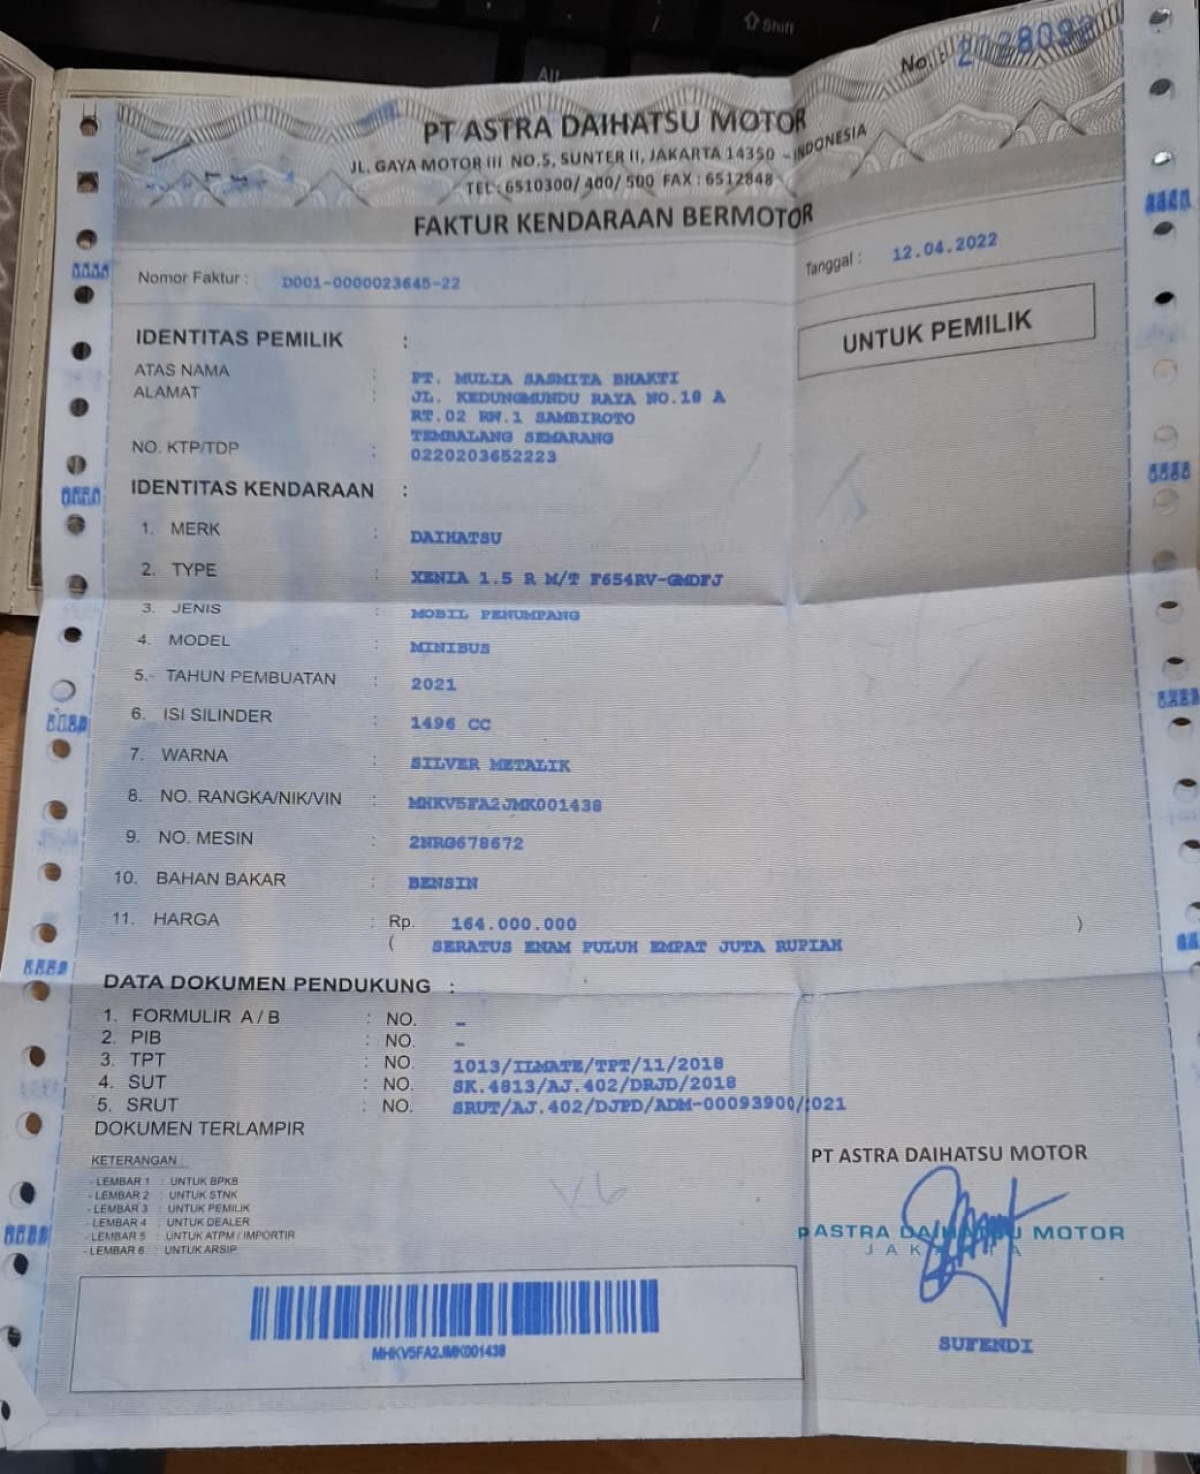 Shift
Alt
No. : 2028092
PT ASTRA DAIHATSU MOTOR
JL. GAYA MOTOR III NO.5, SUNTER II, JAKARTA 14350 - INDONESIA
TEL : 6510300/ 400/ 500 FAX : 6512848
FAKTUR KENDARAAN BERMOTOR
Nomor Faktur : D001-0000023645-22
Tanggal : 12.04.2022
UNTUK PEMILIK
IDENTITAS PEMILIK :
ATAS NAMA : PT. MULIA SASMITA BHAKTI
ALAMAT : JL. KEDUNGMUNDU RAYA NO.10 A
RT.02 RW.1 SAMBIROTO
TEMBALANG SEMARANG
NO. KTP/TDP : 0220203652223
IDENTITAS KENDARAAN :
1. MERK : DAIHATSU
2. TYPE : XENIA 1.5 R M/T F654RV-GMDFJ
3. JENIS : MOBIL PENUMPANG
4. MODEL : MINIBUS
5. TAHUN PEMBUATAN : 2021
6. ISI SILINDER : 1496 CC
7. WARNA : SILVER METALIK
8. NO. RANGKA/NIK/VIN : MHKV5FA2JMK001438
9. NO. MESIN : 2NRG678672
10. BAHAN BAKAR : BENSIN
11. HARGA : Rp. 164.000.000
( SERATUS ENAM PULUH EMPAT JUTA RUPIAH )
DATA DOKUMEN PENDUKUNG :
1. FORMULIR A / B : NO. -
2. PIB : NO. -
3. TPT : NO. 1013/ILMATE/TPT/11/2018
4. SUT : NO. SK.4813/AJ.402/DRJD/2018
5. SRUT : NO. SRUT/AJ.402/DJPD/ADM-00093900/2021
DOKUMEN TERLAMPIR
KETERANGAN :
- LEMBAR 1 : UNTUK BPKB
- LEMBAR 2 : UNTUK STNK
- LEMBAR 3 : UNTUK PEMILIK
- LEMBAR 4 : UNTUK DEALER
- LEMBAR 5 : UNTUK ATPM / IMPORTIR
- LEMBAR 6 : UNTUK ARSIP
PT ASTRA DAIHATSU MOTOR
P ASTRA DAIHATSU MOTOR
JAKARTA
SUFENDI
MHKV5FA2JMK001438